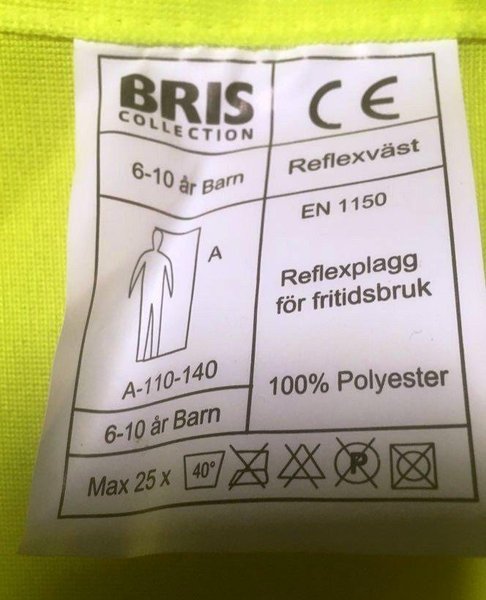 BRIS
COLLECTION
CE
6-10 år Barn
Reflexväst
A
EN 1150
Reflexplagg
för fritidsbruk
A-110-140
100% Polyester
6-10 år Barn
Max 25 x 40° P